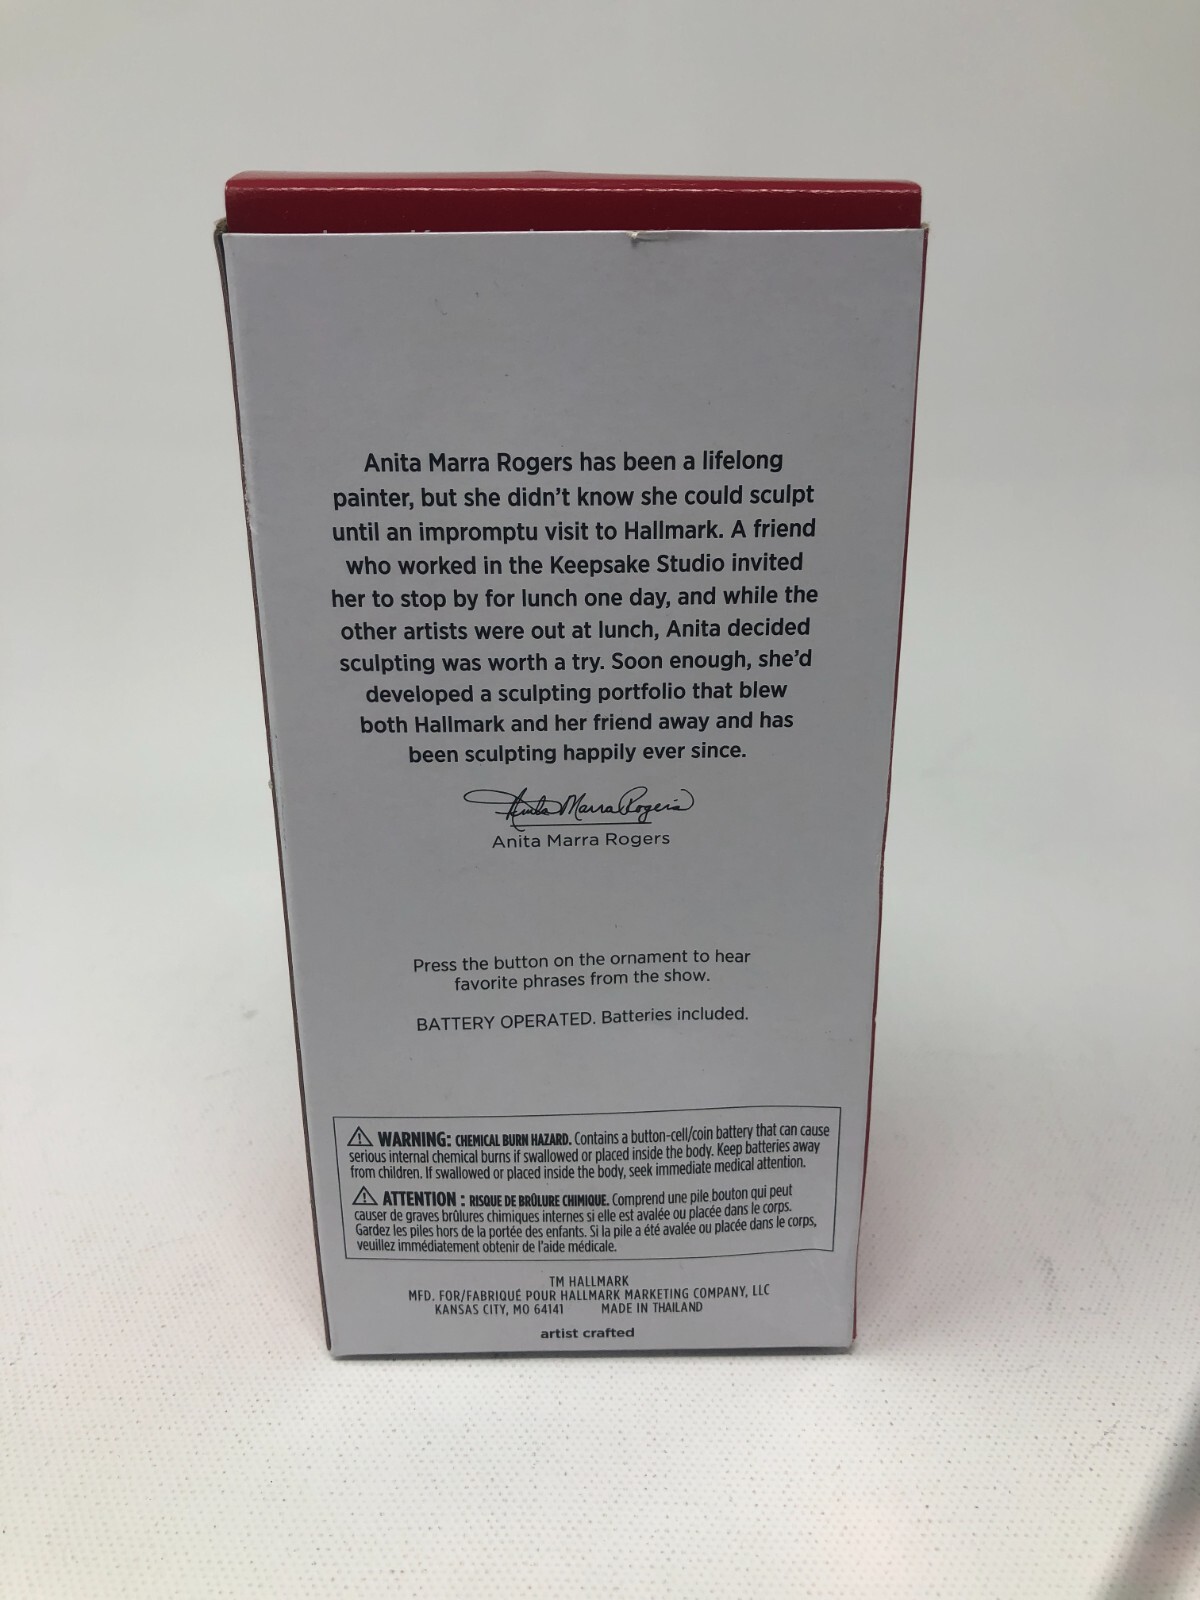 Anita Marra Rogers has been a lifelong
painter, but she didn't know she could sculpt
until an impromptu visit to Hallmark. A friend
who worked in the Keepsake Studio invited
her to stop by for lunch one day, and while the
other artists were out at lunch, Anita decided
sculpting was worth a try. Soon enough, she'd
developed a sculpting portfolio that blew
both Hallmark and her friend away and has
been sculpting happily ever since.
Anita Marra Rogers
Anita Marra Rogers
Press the button on the ornament to hear
favorite phrases from the show.
BATTERY OPERATED. Batteries included.
WARNING: CHEMICAL BURN HAZARD. Contains a button-cell/coin battery that can cause
serious internal chemical burns if swallowed or placed inside the body. Keep batteries away
from children. If swallowed or placed inside the body, seek immediate medical attention.
ATTENTION : RISQUE DE BRÛLURE CHIMIQUE. Comprend une pile bouton qui peut
causer de graves brûlures chimiques internes si elle est avalée ou placée dans le corps.
Gardez les piles hors de la portée des enfants. Si la pile a été avalée ou placée dans le corps,
veuillez immédiatement obtenir de l'aide médicale.
TM HALLMARK
MFD. FOR/FABRIQUÉ POUR HALLMARK MARKETING COMPANY, LLC
KANSAS CITY, MO 64141 MADE IN THAILAND
artist crafted